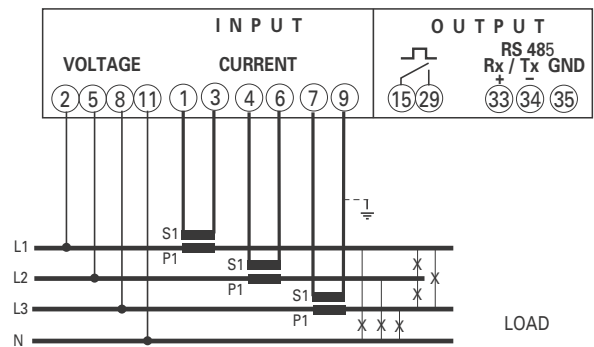 INPUT
OUTPUT
RS 485
VOLTAGE
CURRENT
Rx / Tx GND
+ −
2 5 8 11 1 3 4 6 7 9 15 29 33 34 35
S1
L1
P1
S1
L2
P1
S1
L3
P1
LOAD
N